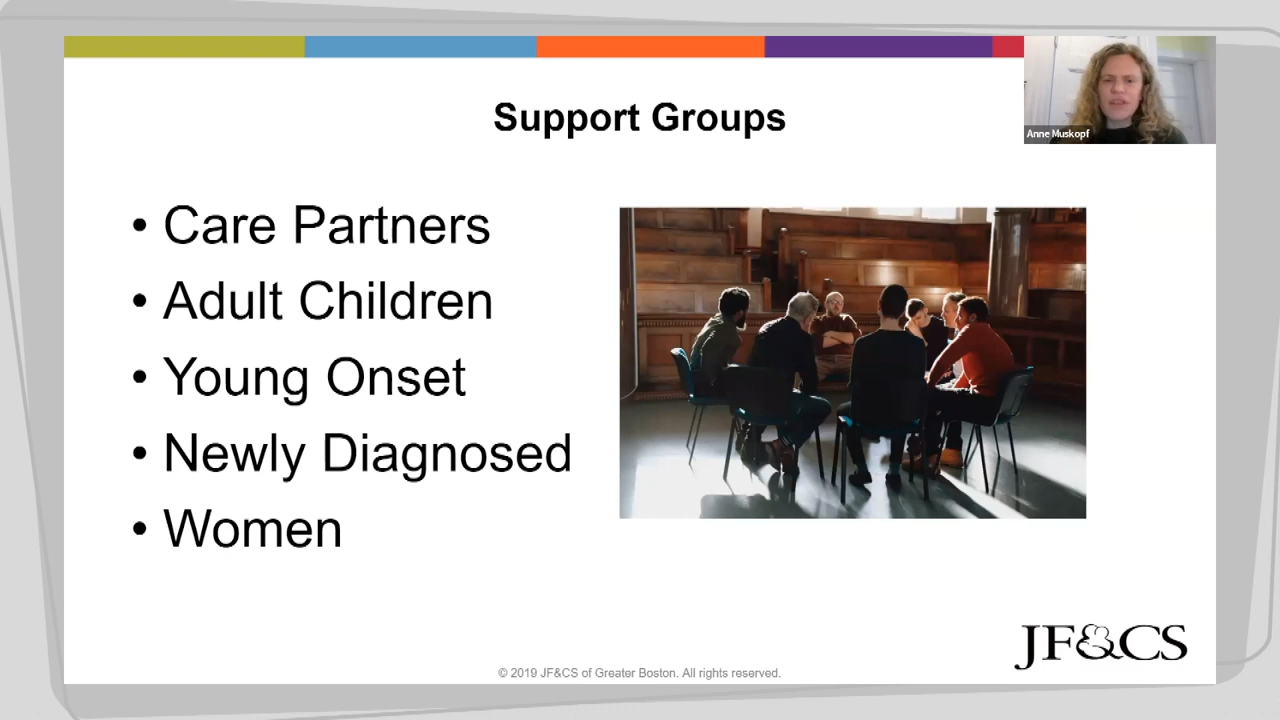 Support Groups
Anne Muskopf
• Care Partners
• Adult Children
• Young Onset
• Newly Diagnosed
• Women
JF&CS
© 2019 JF&CS of Greater Boston. All rights reserved.